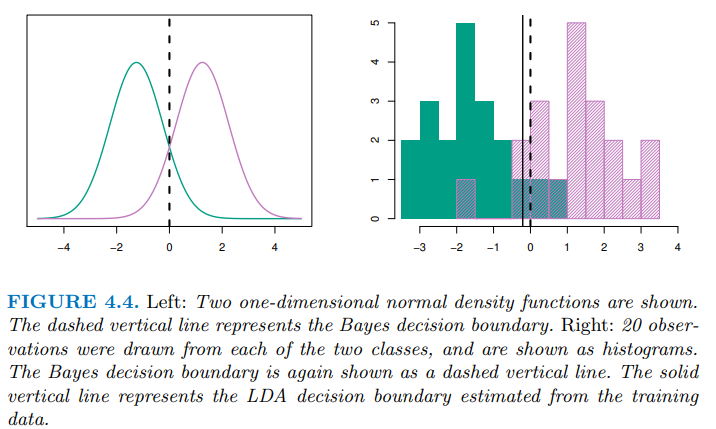 −4 −2 0 2 4
5
4
3
2
1
0
−3 −2 −1 0 1 2 3 4
FIGURE 4.4. Left: Two one-dimensional normal density functions are shown.
The dashed vertical line represents the Bayes decision boundary. Right: 20 obser-
vations were drawn from each of the two classes, and are shown as histograms.
The Bayes decision boundary is again shown as a dashed vertical line. The solid
vertical line represents the LDA decision boundary estimated from the training
data.